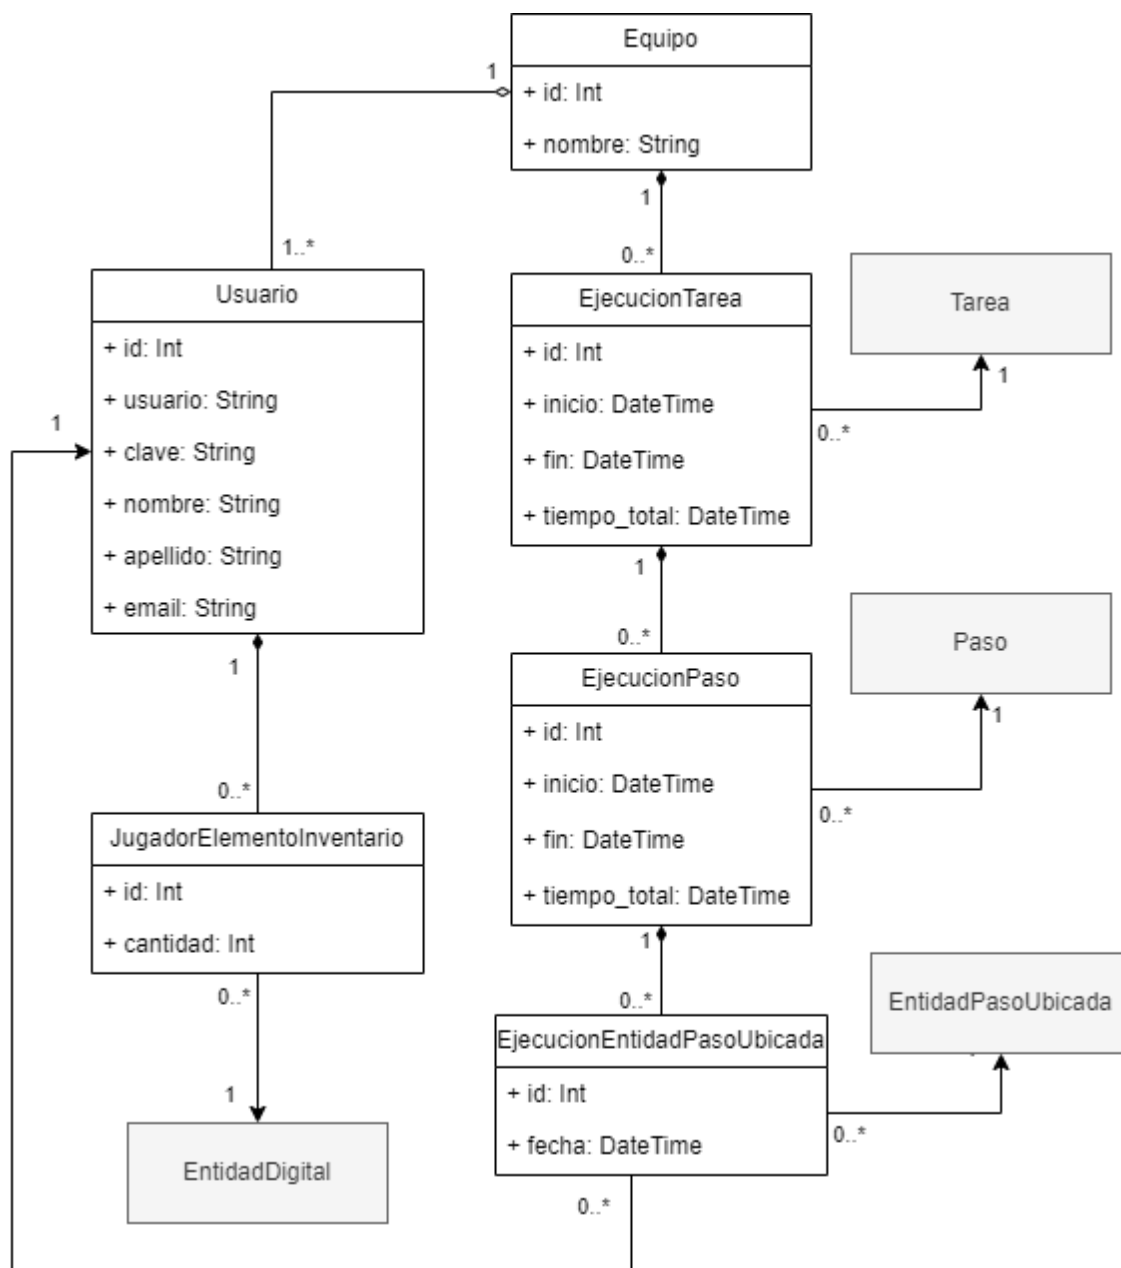 Equipo
+ id: Int
+ nombre: String
1
1..*
1
0..*
Usuario
+ id: Int
+ usuario: String
+ clave: String
+ nombre: String
+ apellido: String
+ email: String
1
EjecucionTarea
+ id: Int
+ inicio: DateTime
+ fin: DateTime
+ tiempo_total: DateTime
Tarea
1
0..*
1
0..*
1
0..*
EjecucionPaso
+ id: Int
+ inicio: DateTime
+ fin: DateTime
+ tiempo_total: DateTime
Paso
1
0..*
JugadorElementoInventario
+ id: Int
+ cantidad: Int
0..*
1
EntidadDigital
1
0..*
EjecucionEntidadPasoUbicada
+ id: Int
+ fecha: DateTime
EntidadPasoUbicada
0..*
0..*